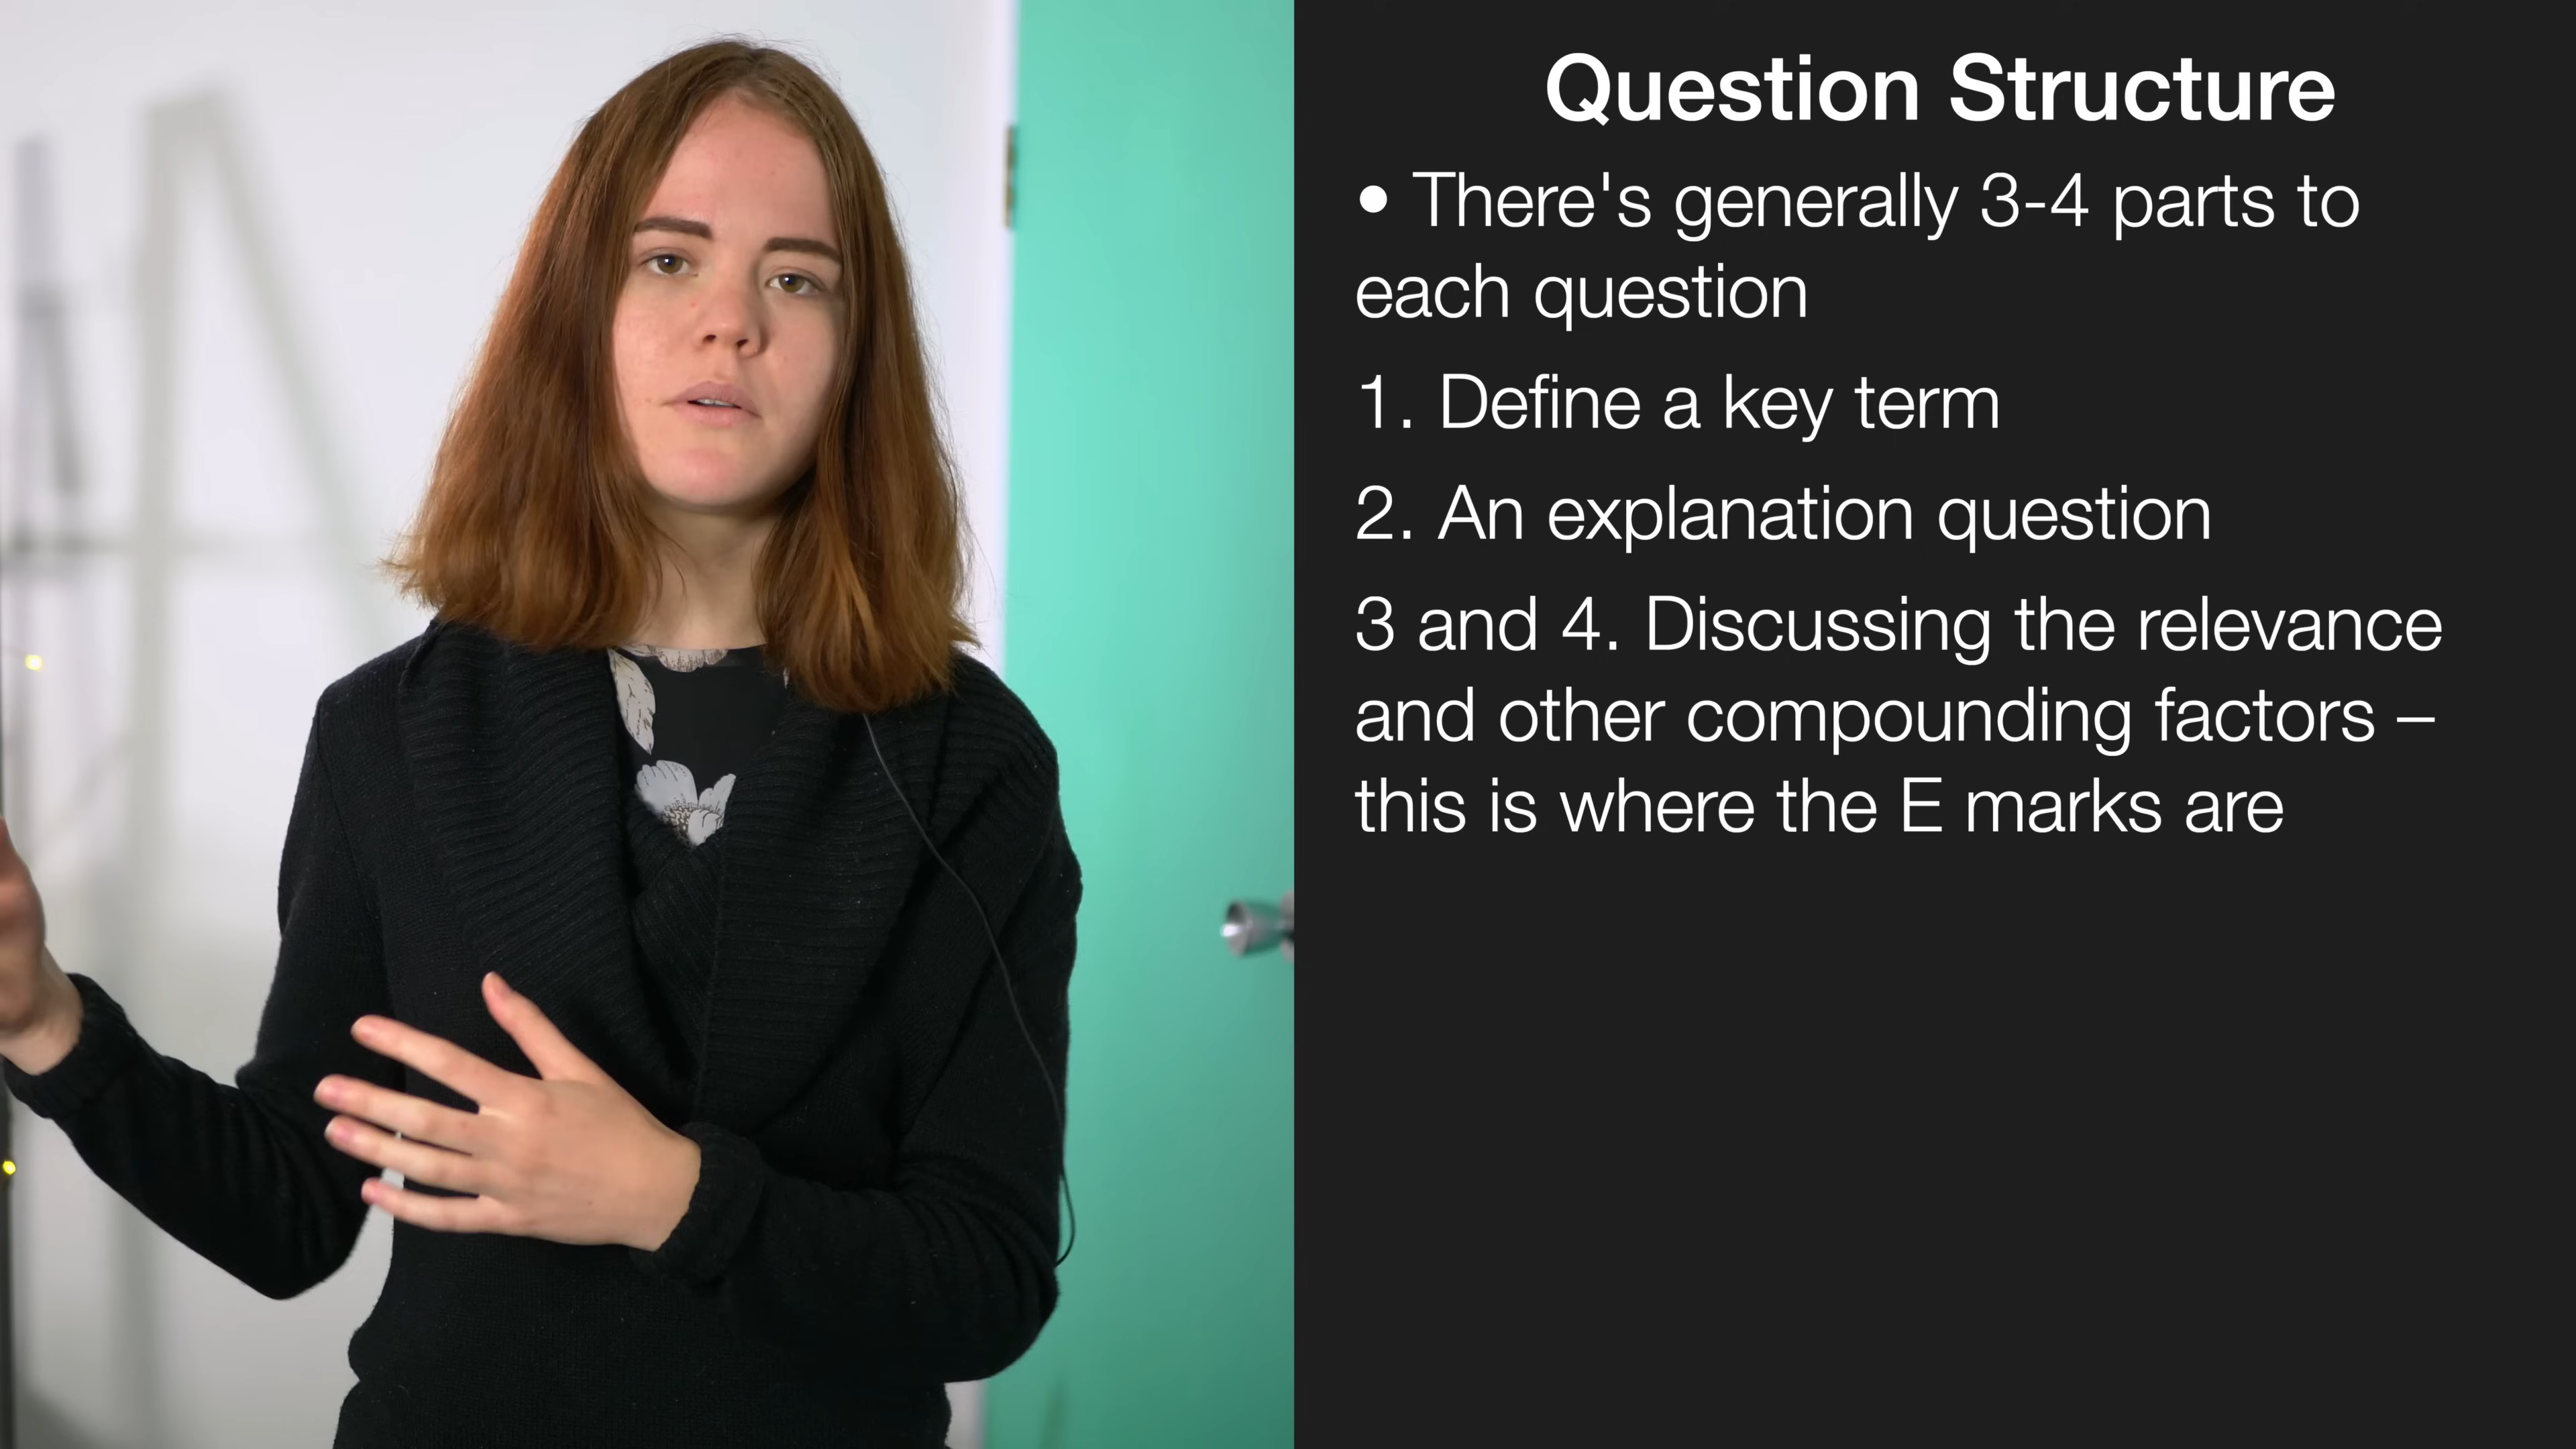 Question Structure
• There's generally 3-4 parts to
each question
1. Define a key term
2. An explanation question
3 and 4. Discussing the relevance
and other compounding factors –
this is where the E marks are